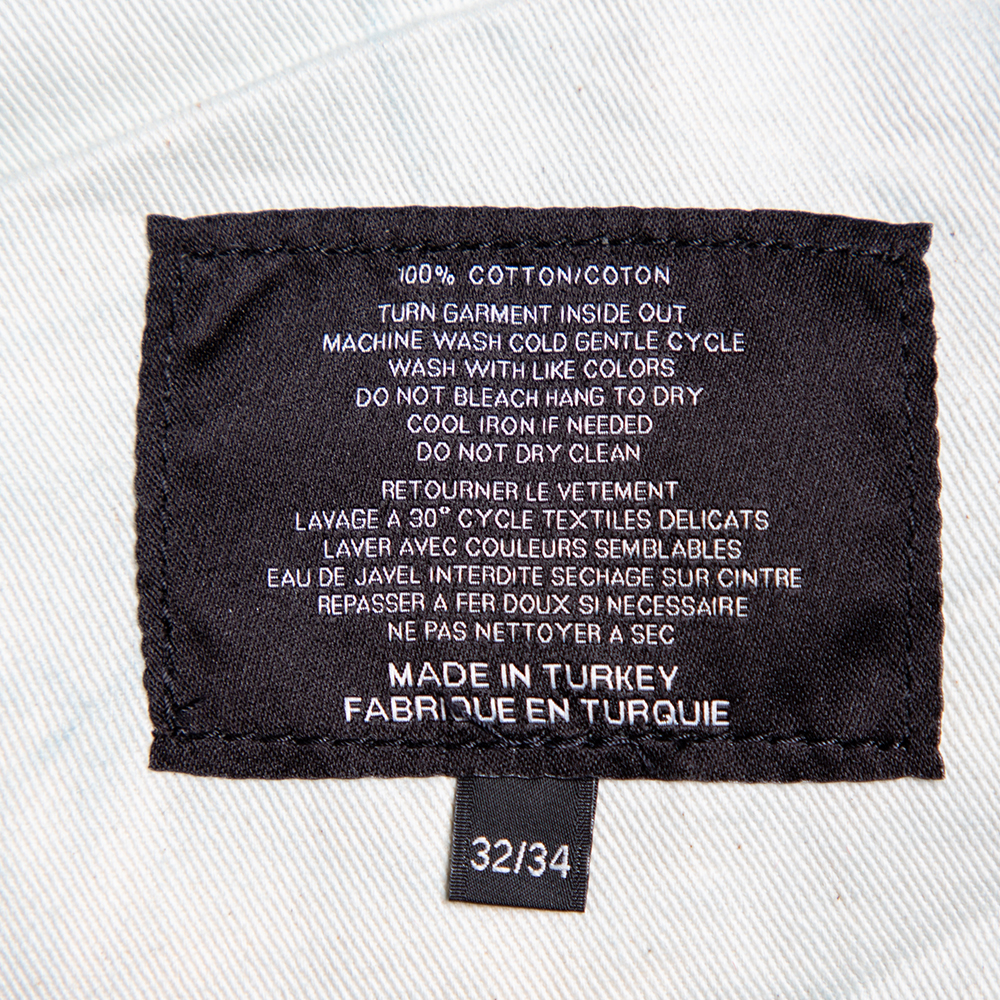 100% COTTON/COTON
TURN GARMENT INSIDE OUT
MACHINE WASH COLD GENTLE CYCLE
WASH WITH LIKE COLORS
DO NOT BLEACH HANG TO DRY
COOL IRON IF NEEDED
DO NOT DRY CLEAN
RETOURNER LE VETEMENT
LAVAGE A 30° CYCLE TEXTILES DELICATS
LAVER AVEC COULEURS SEMBLABLES
EAU DE JAVEL INTERDITE SECHAGE SUR CINTRE
REPASSER A FER DOUX SI NECESSAIRE
NE PAS NETTOYER A SEC
MADE IN TURKEY
FABRIQUE EN TURQUIE
32/34